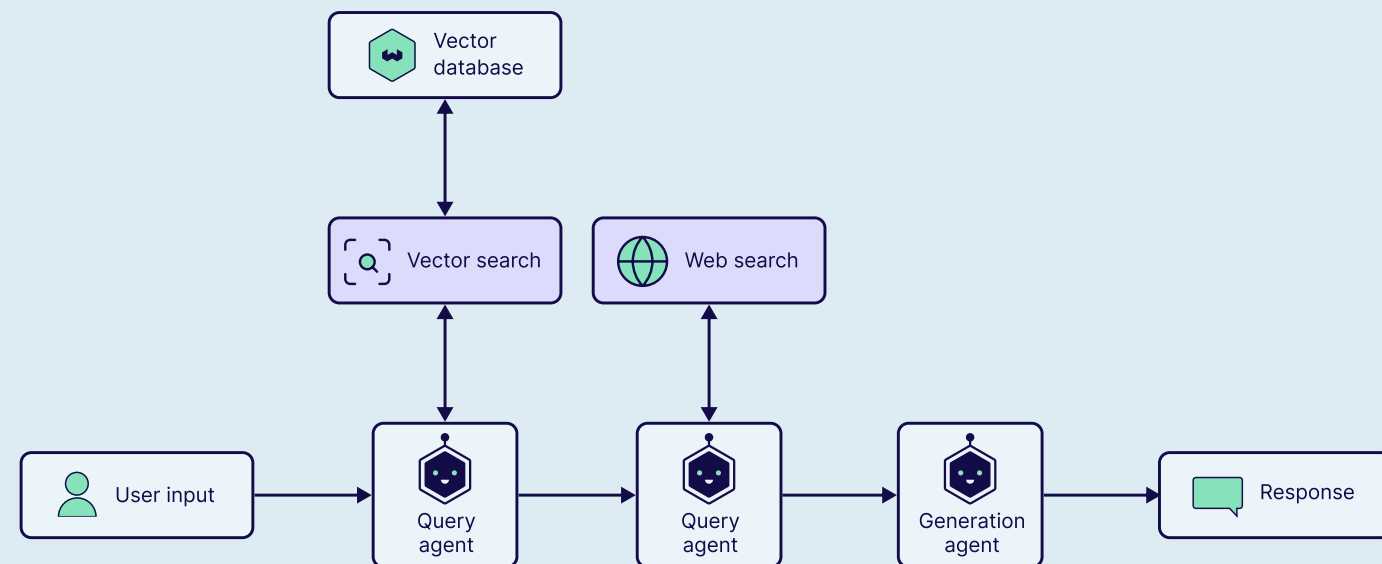 Vector
database
Vector search
Web search
User input
Query
agent
Query
agent
Generation
agent
Response